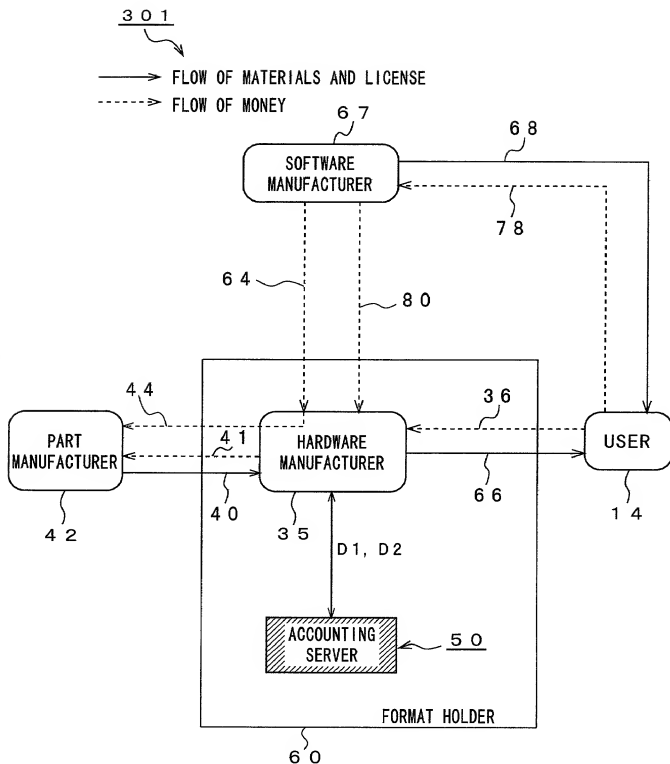 301
FLOW OF MATERIALS AND LICENSE
FLOW OF MONEY
67
68
SOFTWARE
MANUFACTURER
78
64
80
44
36
PART
MANUFACTURER
41
HARDWARE
MANUFACTURER
USER
40
66
42
35
14
D1, D2
ACCOUNTING
SERVER
50
FORMAT HOLDER
60